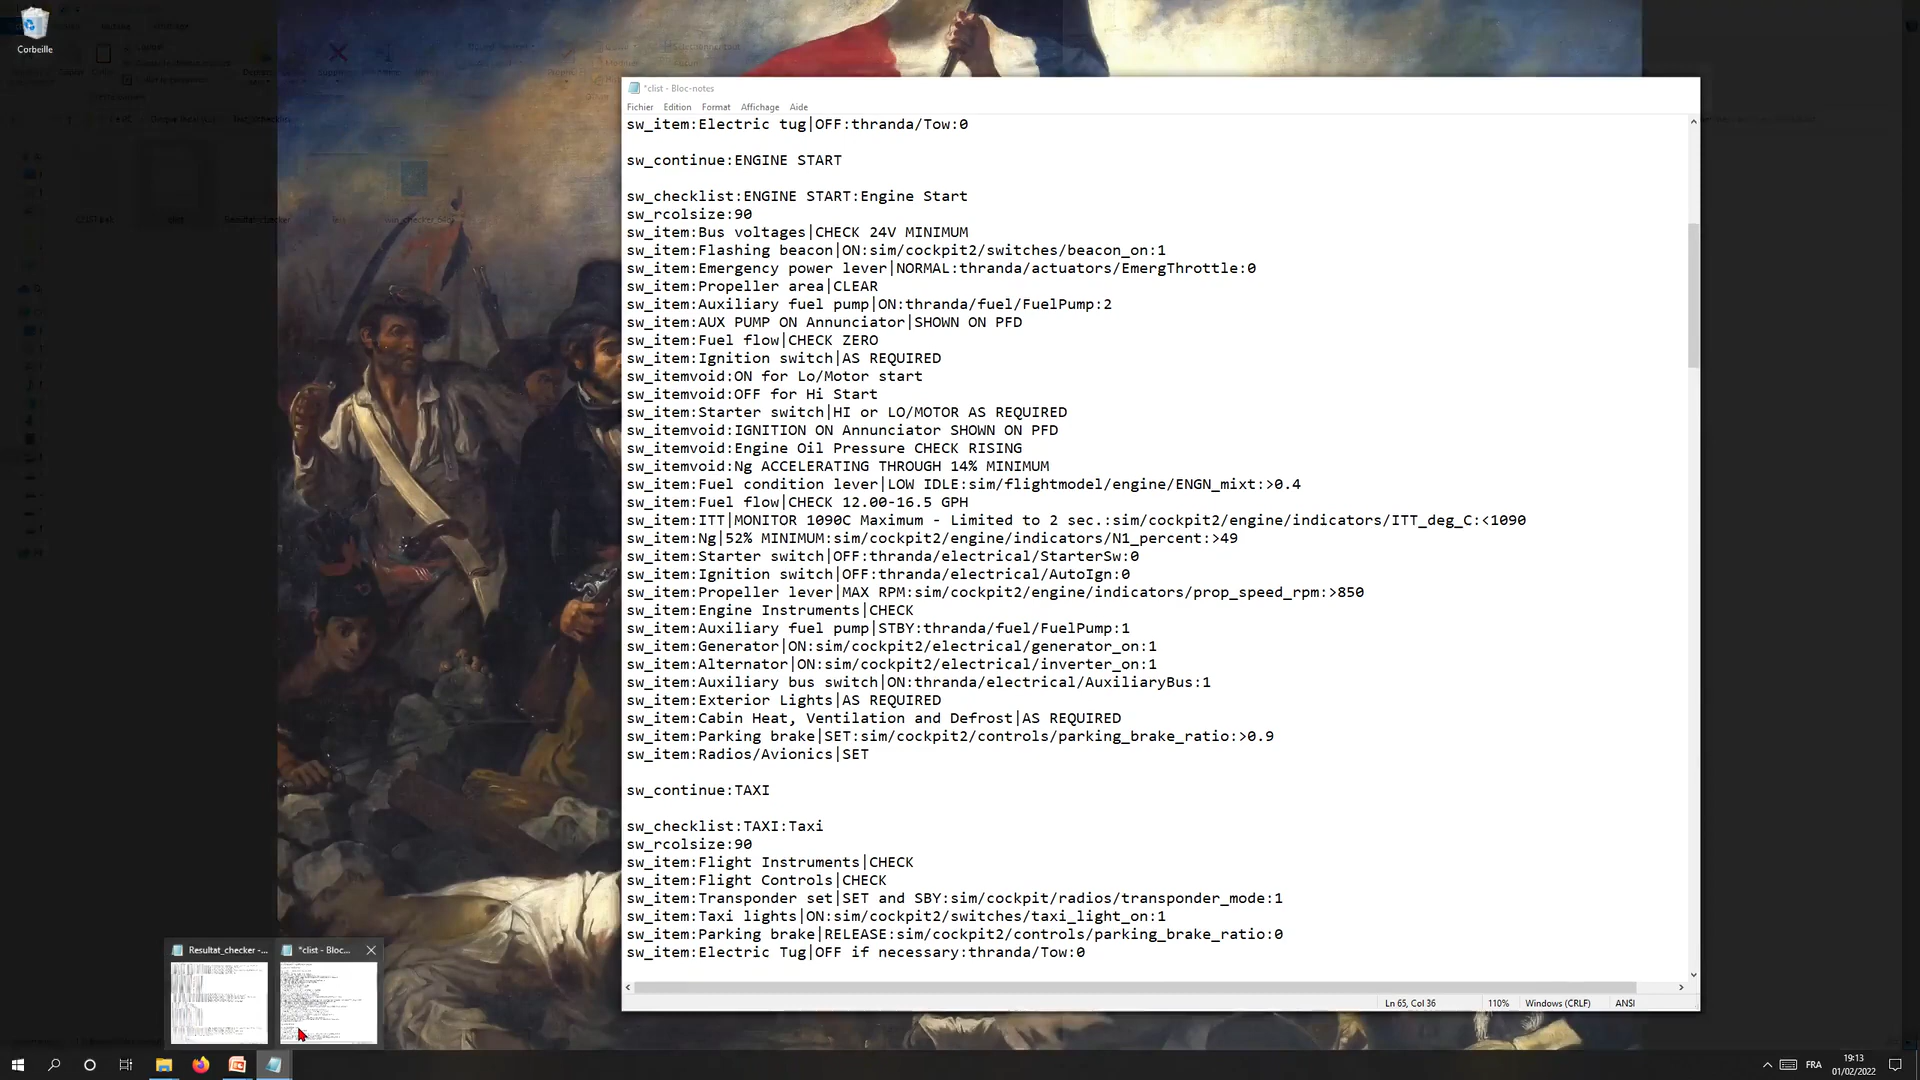 Corbeille
*clist - Bloc-notes
Fichier Edition Format Affichage Aide
sw_item:Electric tug|OFF:thranda/Tow:0
sw_continue:ENGINE START
sw_checklist:ENGINE START:Engine Start
sw_rcolsize:90
sw_item:Bus voltages|CHECK 24V MINIMUM
sw_item:Flashing beacon|ON:sim/cockpit2/switches/beacon_on:1
sw_item:Emergency power lever|NORMAL:thranda/actuators/EmergThrottle:0
sw_item:Propeller area|CLEAR
sw_item:Auxiliary fuel pump|ON:thranda/fuel/FuelPump:2
sw_item:AUX PUMP ON Annunciator|SHOWN ON PFD
sw_item:Fuel flow|CHECK ZERO
sw_item:Ignition switch|AS REQUIRED
sw_itemvoid:ON for Lo/Motor start
sw_itemvoid:OFF for Hi Start
sw_item:Starter switch|HI or LO/MOTOR AS REQUIRED
sw_itemvoid:IGNITION ON Annunciator SHOWN ON PFD
sw_itemvoid:Engine Oil Pressure CHECK RISING
sw_itemvoid:Ng ACCELERATING THROUGH 14% MINIMUM
sw_item:Fuel condition lever|LOW IDLE:sim/flightmodel/engine/ENGN_mixt:>0.4
sw_item:Fuel flow|CHECK 12.00-16.5 GPH
sw_item:ITT|MONITOR 1090C Maximum - Limited to 2 sec.:sim/cockpit2/engine/indicators/ITT_deg_C:<1090
sw_item:Ng|52% MINIMUM:sim/cockpit2/engine/indicators/N1_percent:>49
sw_item:Starter switch|OFF:thranda/electrical/StarterSw:0
sw_item:Ignition switch|OFF:thranda/electrical/AutoIgn:0
sw_item:Propeller lever|MAX RPM:sim/cockpit2/engine/indicators/prop_speed_rpm:>850
sw_item:Engine Instruments|CHECK
sw_item:Auxiliary fuel pump|STBY:thranda/fuel/FuelPump:1
sw_item:Generator|ON:sim/cockpit2/electrical/generator_on:1
sw_item:Alternator|ON:sim/cockpit2/electrical/inverter_on:1
sw_item:Auxiliary bus switch|ON:thranda/electrical/AuxiliaryBus:1
sw_item:Exterior Lights|AS REQUIRED
sw_item:Cabin Heat, Ventilation and Defrost|AS REQUIRED
sw_item:Parking brake|SET:sim/cockpit2/controls/parking_brake_ratio:>0.9
sw_item:Radios/Avionics|SET
sw_continue:TAXI
sw_checklist:TAXI:Taxi
sw_rcolsize:90
sw_item:Flight Instruments|CHECK
sw_item:Flight Controls|CHECK
sw_item:Transponder set|SET and SBY:sim/cockpit/radios/transponder_mode:1
sw_item:Taxi lights|ON:sim/cockpit2/switches/taxi_light_on:1
sw_item:Parking brake|RELEASE:sim/cockpit2/controls/parking_brake_ratio:0
sw_item:Electric Tug|OFF if necessary:thranda/Tow:0
Ln 65, Col 36 110% Windows (CRLF) ANSI
Resultat_checker -... *clist - Bloc...
FRA 19:13
01/02/2022